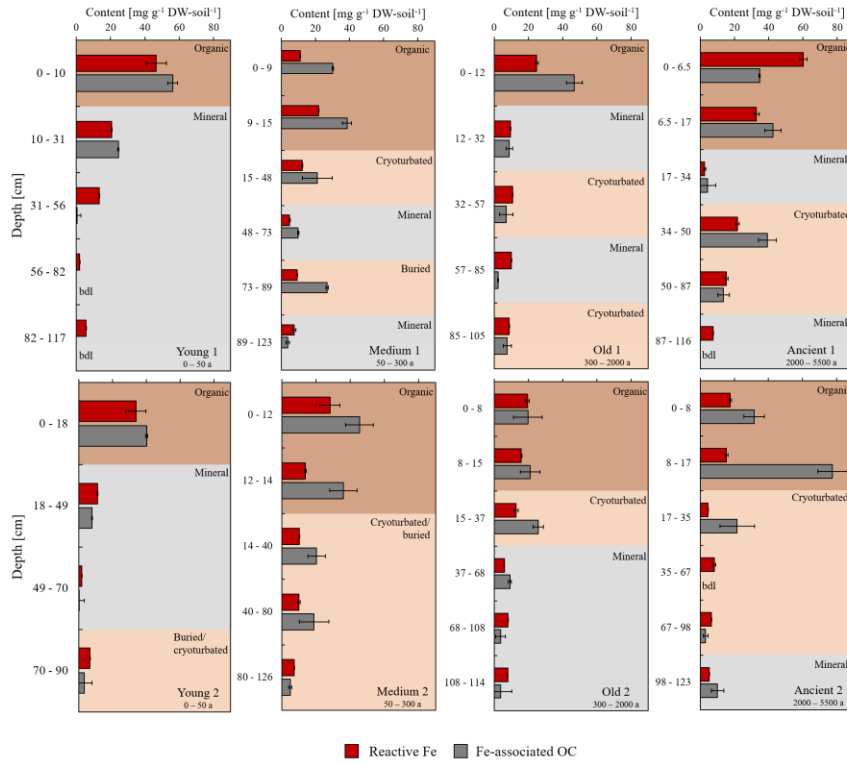 Content [mg g⁻¹ DW-soil⁻¹]
0 20 40 60 80
Content [mg g⁻¹ DW-soil⁻¹]
0 20 40 60 80
Content [mg g⁻¹ DW-soil⁻¹]
0 20 40 60 80
Content [mg g⁻¹ DW-soil⁻¹]
0 20 40 60 80
Depth [cm]
Organic
0 - 10
Mineral
10 - 31
31 - 56
56 - 82
bdl
82 - 117
bdl
Young 1
0 – 50 a
Organic
0 - 9
9 - 15
Cryoturbated
15 - 48
Mineral
48 - 73
Buried
73 - 89
Mineral
89 - 123
Medium 1
50 – 300 a
Organic
0 - 12
Mineral
12 - 32
Cryoturbated
32 - 57
Mineral
57 - 85
Cryoturbated
85 - 105
Old 1
300 – 2000 a
Organic
0 - 6.5
6.5 - 17
Mineral
17 - 34
Cryoturbated
34 - 50
50 - 87
Mineral
87 - 116
bdl
Ancient 1
2000 – 5500 a
Depth [cm]
Organic
0 - 18
Mineral
18 - 49
49 - 70
Buried/
cryoturbated
70 - 90
Young 2
0 – 50 a
Organic
0 - 12
12 - 14
Cryoturbated/
buried
14 - 40
40 - 80
80 - 126
Medium 2
50 – 300 a
Organic
0 - 8
8 - 15
Cryoturbated
15 - 37
Mineral
37 - 68
68 - 108
108 - 114
Old 2
300 – 2000 a
Organic
0 - 8
8 - 17
Cryoturbated
17 - 35
35 - 67
bdl
67 - 98
Mineral
98 - 123
Ancient 2
2000 – 5500 a
Reactive Fe
Fe-associated OC